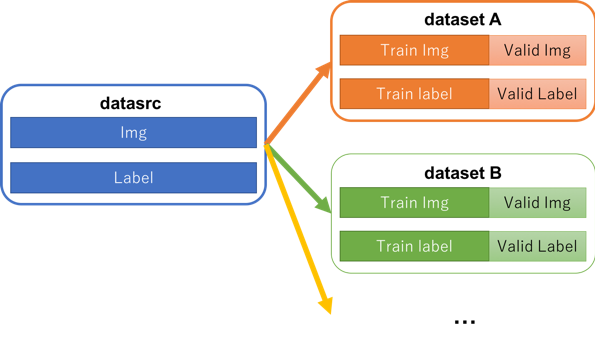 datasrc
Img
Label
dataset A
Train Img Valid Img
Train label Valid Label
dataset B
Train Img Valid Img
Train label Valid Label
...